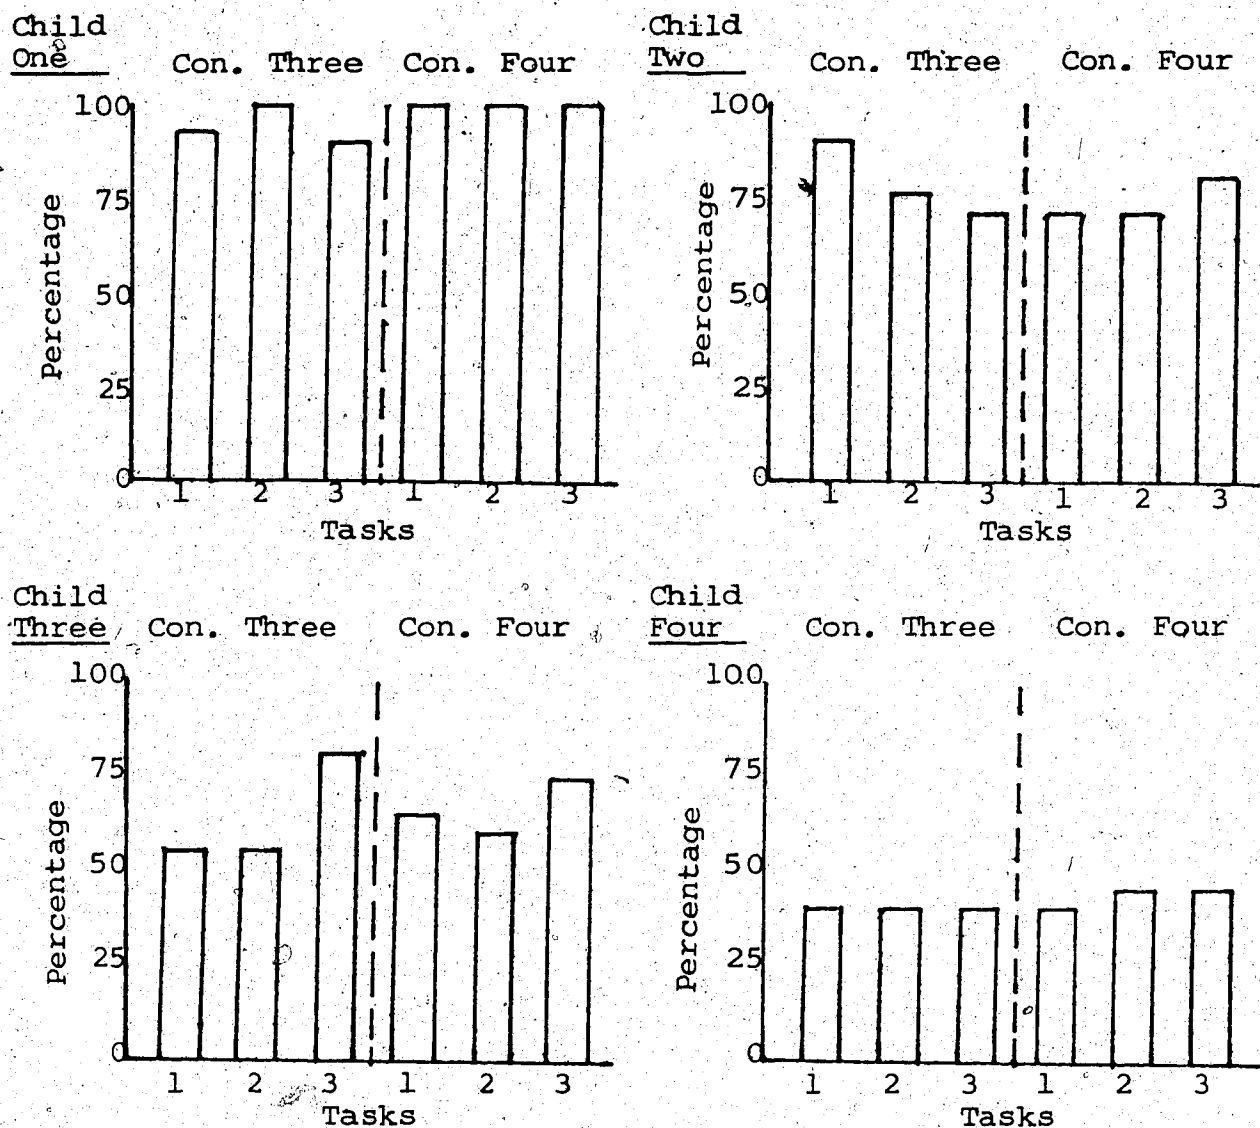 Child
One
Con. Three Con. Four
100
75
50
25
0
Percentage
1 2 3 1 2 3
Tasks
Child
Two
Con. Three Con. Four
100
75
50
25
0
Percentage
1 2 3 1 2 3
Tasks
Child
Three
Con. Three Con. Four
100
75
50
25
0
Percentage
1 2 3 1 2 3
Tasks
Child
Four
Con. Three Con. Four
100
75
50
25
0
Percentage
1 2 3 1 2 3
Tasks